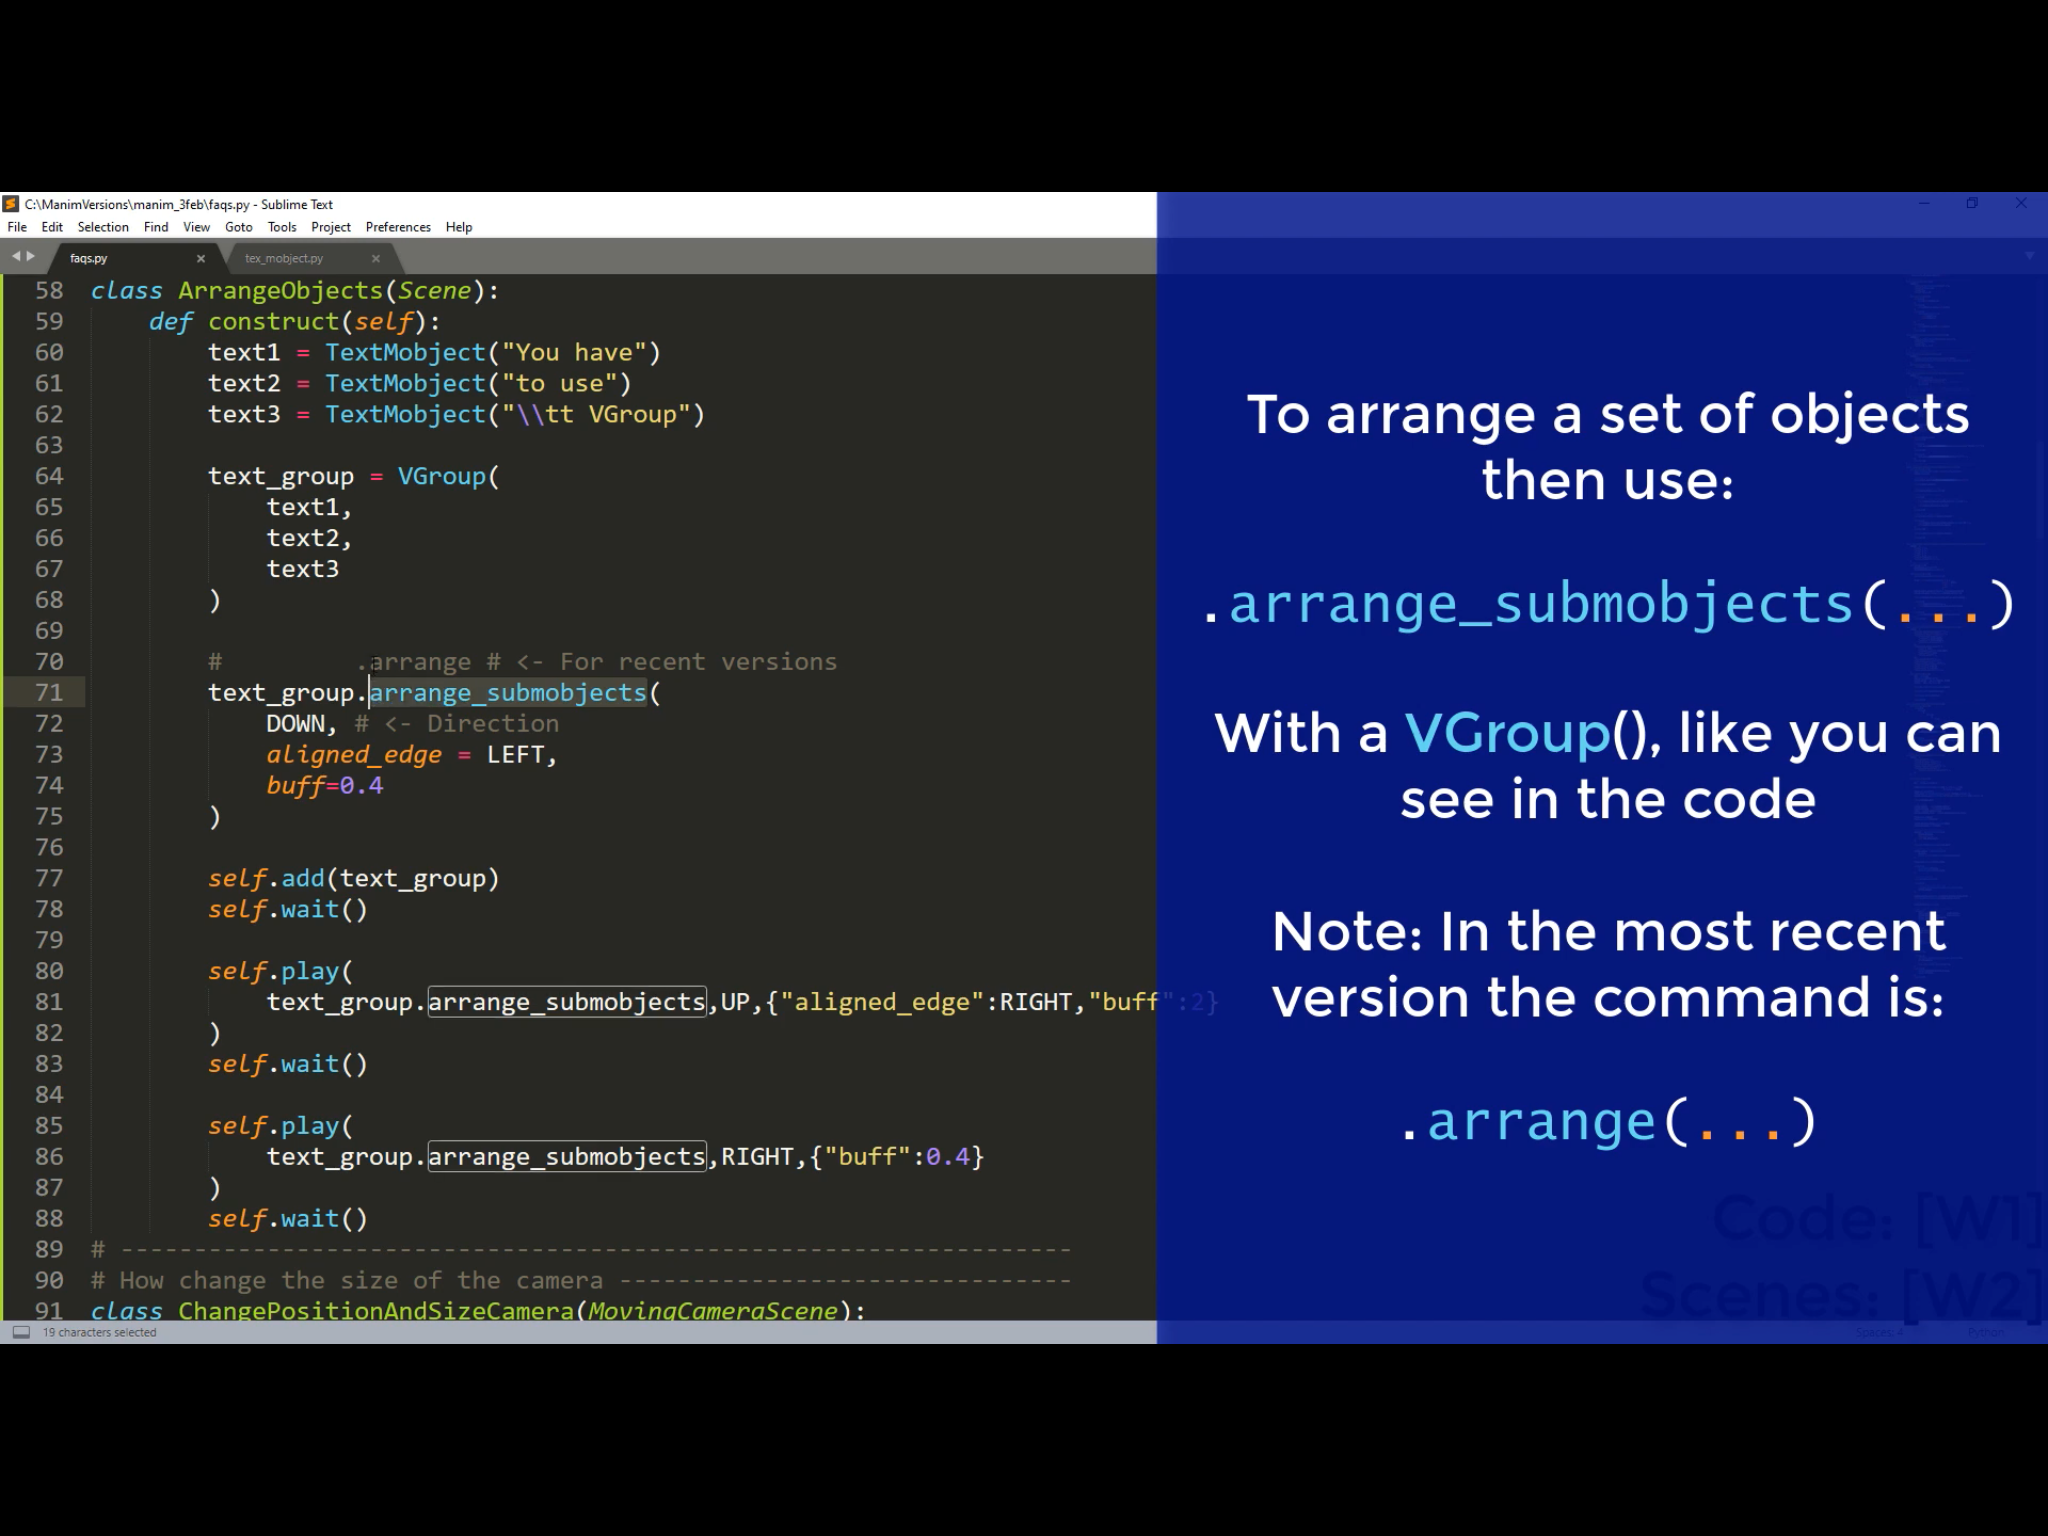 C:\ManimVersions\manim_3feb\faqs.py - Sublime Text
File Edit Selection Find View Goto Tools Project Preferences Help
faqs.py
tex_mobject.py
58 class ArrangeObjects(Scene):
59     def construct(self):
60         text1 = TextMobject("You have")
61         text2 = TextMobject("to use")
62         text3 = TextMobject("\\tt VGroup")
63
64         text_group = VGroup(
65             text1,
66             text2,
67             text3
68         )
69
70         #         .arrange # <- For recent versions
71         text_group.arrange_submobjects(
72             DOWN, # <- Direction
73             aligned_edge = LEFT,
74             buff=0.4
75         )
76
77         self.add(text_group)
78         self.wait()
79
80         self.play(
81             text_group.arrange_submobjects,UP,{"aligned_edge":RIGHT,"buff":2}
82         )
83         self.wait()
84
85         self.play(
86             text_group.arrange_submobjects,RIGHT,{"buff":0.4}
87         )
88         self.wait()
89 # -----------------------------------------------------------------
90 # How change the size of the camera -------------------------------
91 class ChangePositionAndSizeCamera(MovingCameraScene):
19 characters selected
Spaces: 4
Python
To arrange a set of objects
then use:
.arrange_submobjects(...)
With a VGroup(), like you can
see in the code
Note: In the most recent
version the command is:
.arrange(...)
Code: [W1]
Scenes: [W2]